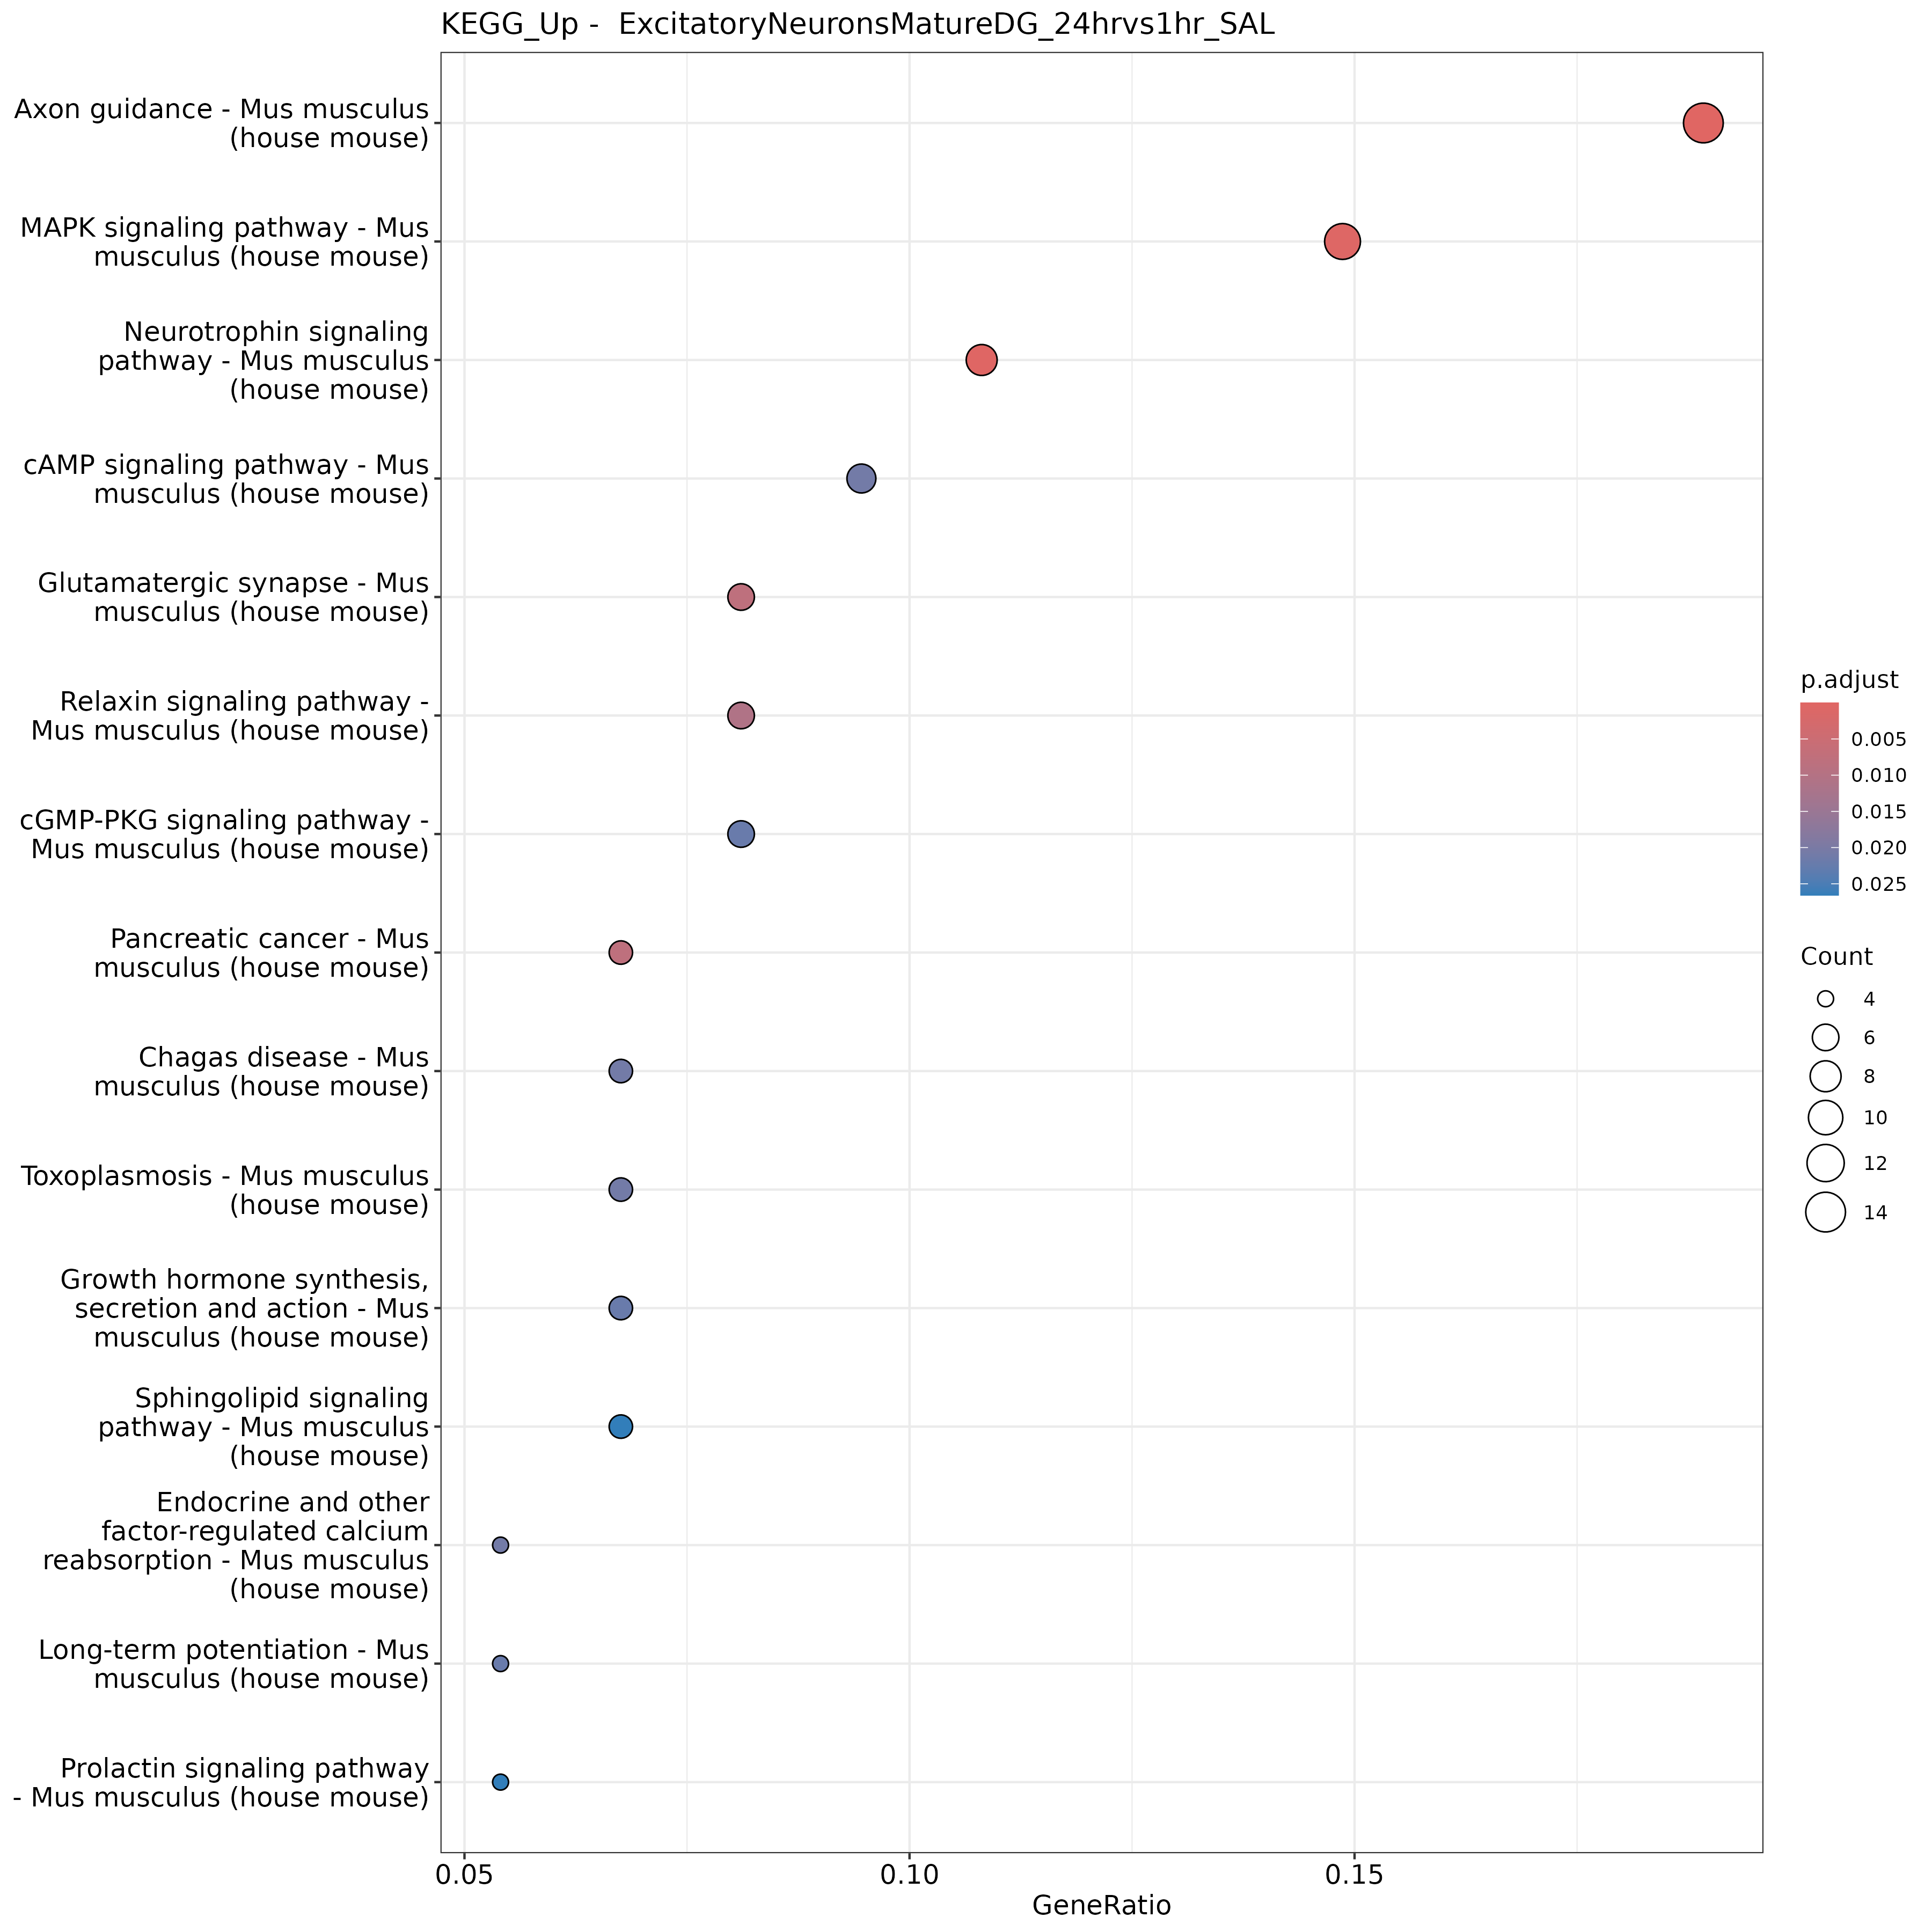 KEGG_Up -  ExcitatoryNeuronsMatureDG_24hrvs1hr_SAL
Axon guidance - Mus musculus
(house mouse)
MAPK signaling pathway - Mus
musculus (house mouse)
Neurotrophin signaling
pathway - Mus musculus
(house mouse)
cAMP signaling pathway - Mus
musculus (house mouse)
Glutamatergic synapse - Mus
musculus (house mouse)
Relaxin signaling pathway -
Mus musculus (house mouse)
cGMP-PKG signaling pathway -
Mus musculus (house mouse)
Pancreatic cancer - Mus
musculus (house mouse)
Chagas disease - Mus
musculus (house mouse)
Toxoplasmosis - Mus musculus
(house mouse)
Growth hormone synthesis,
secretion and action - Mus
musculus (house mouse)
Sphingolipid signaling
pathway - Mus musculus
(house mouse)
Endocrine and other
factor-regulated calcium
reabsorption - Mus musculus
(house mouse)
Long-term potentiation - Mus
musculus (house mouse)
Prolactin signaling pathway
- Mus musculus (house mouse)
0.05
0.10
0.15
GeneRatio
p.adjust
0.005
0.010
0.015
0.020
0.025
Count
4
6
8
10
12
14